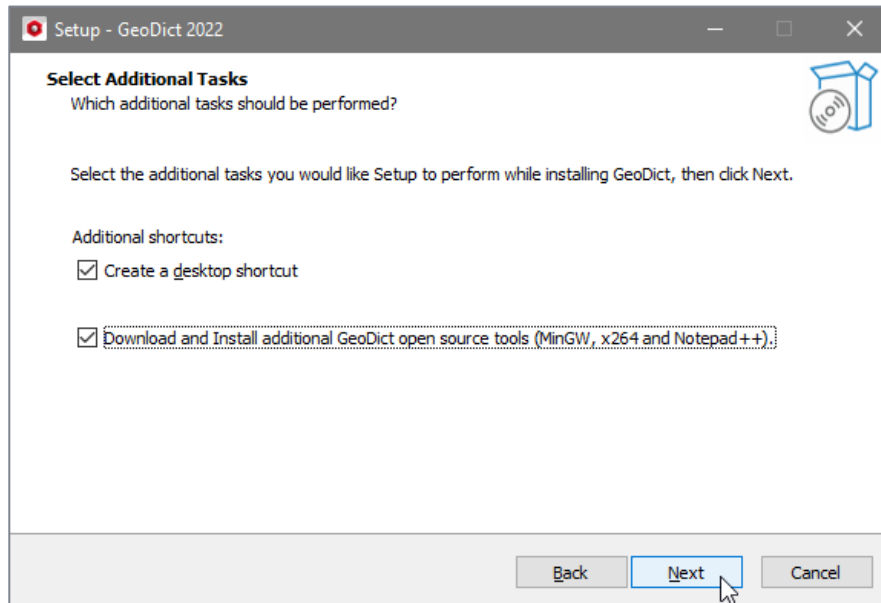 Setup - GeoDict 2022
Select Additional Tasks
Which additional tasks should be performed?
Select the additional tasks you would like Setup to perform while installing GeoDict, then click Next.
Additional shortcuts:
Create a desktop shortcut
Download and Install additional GeoDict open source tools (MinGW, x264 and Notepad++).
Back Next Cancel